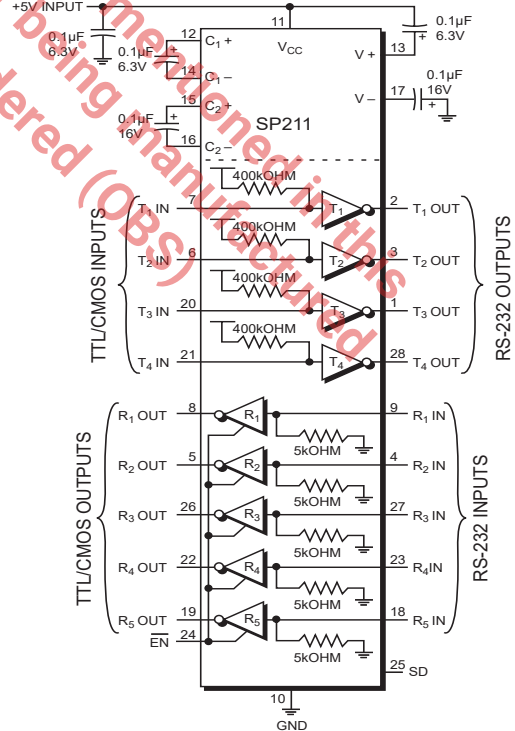 +5V INPUT
mentioned in this
being manufactured
dered (OBS)
11
VCC
0.1µF
6.3V
12
C1 +
0.1µF
6.3V
14
C1 –
15
C2 +
0.1µF
16V
16
C2 –
0.1µF
6.3V
V +
13
0.1µF
17
16V
V –
SP211
400kOHM
T1 IN
7
T1
2
T1 OUT
400kOHM
T2 IN
6
T2
3
T2 OUT
400kOHM
T3 IN
20
T3
1
T3 OUT
400kOHM
T4 IN
21
T4
28
T4 OUT
TTL/CMOS INPUTS
RS-232 OUTPUTS
R1 OUT
8
R1
9
R1 IN
5kOHM
R2 OUT
5
R2
4
R2 IN
5kOHM
R3 OUT
26
R3
27
R3 IN
5kOHM
R4 OUT
22
R4
23
R4IN
5kOHM
R5 OUT
19
R5
18
R5 IN
5kOHM
EN
24
TTL/CMOS OUTPUTS
RS-232 INPUTS
25
SD
10
GND